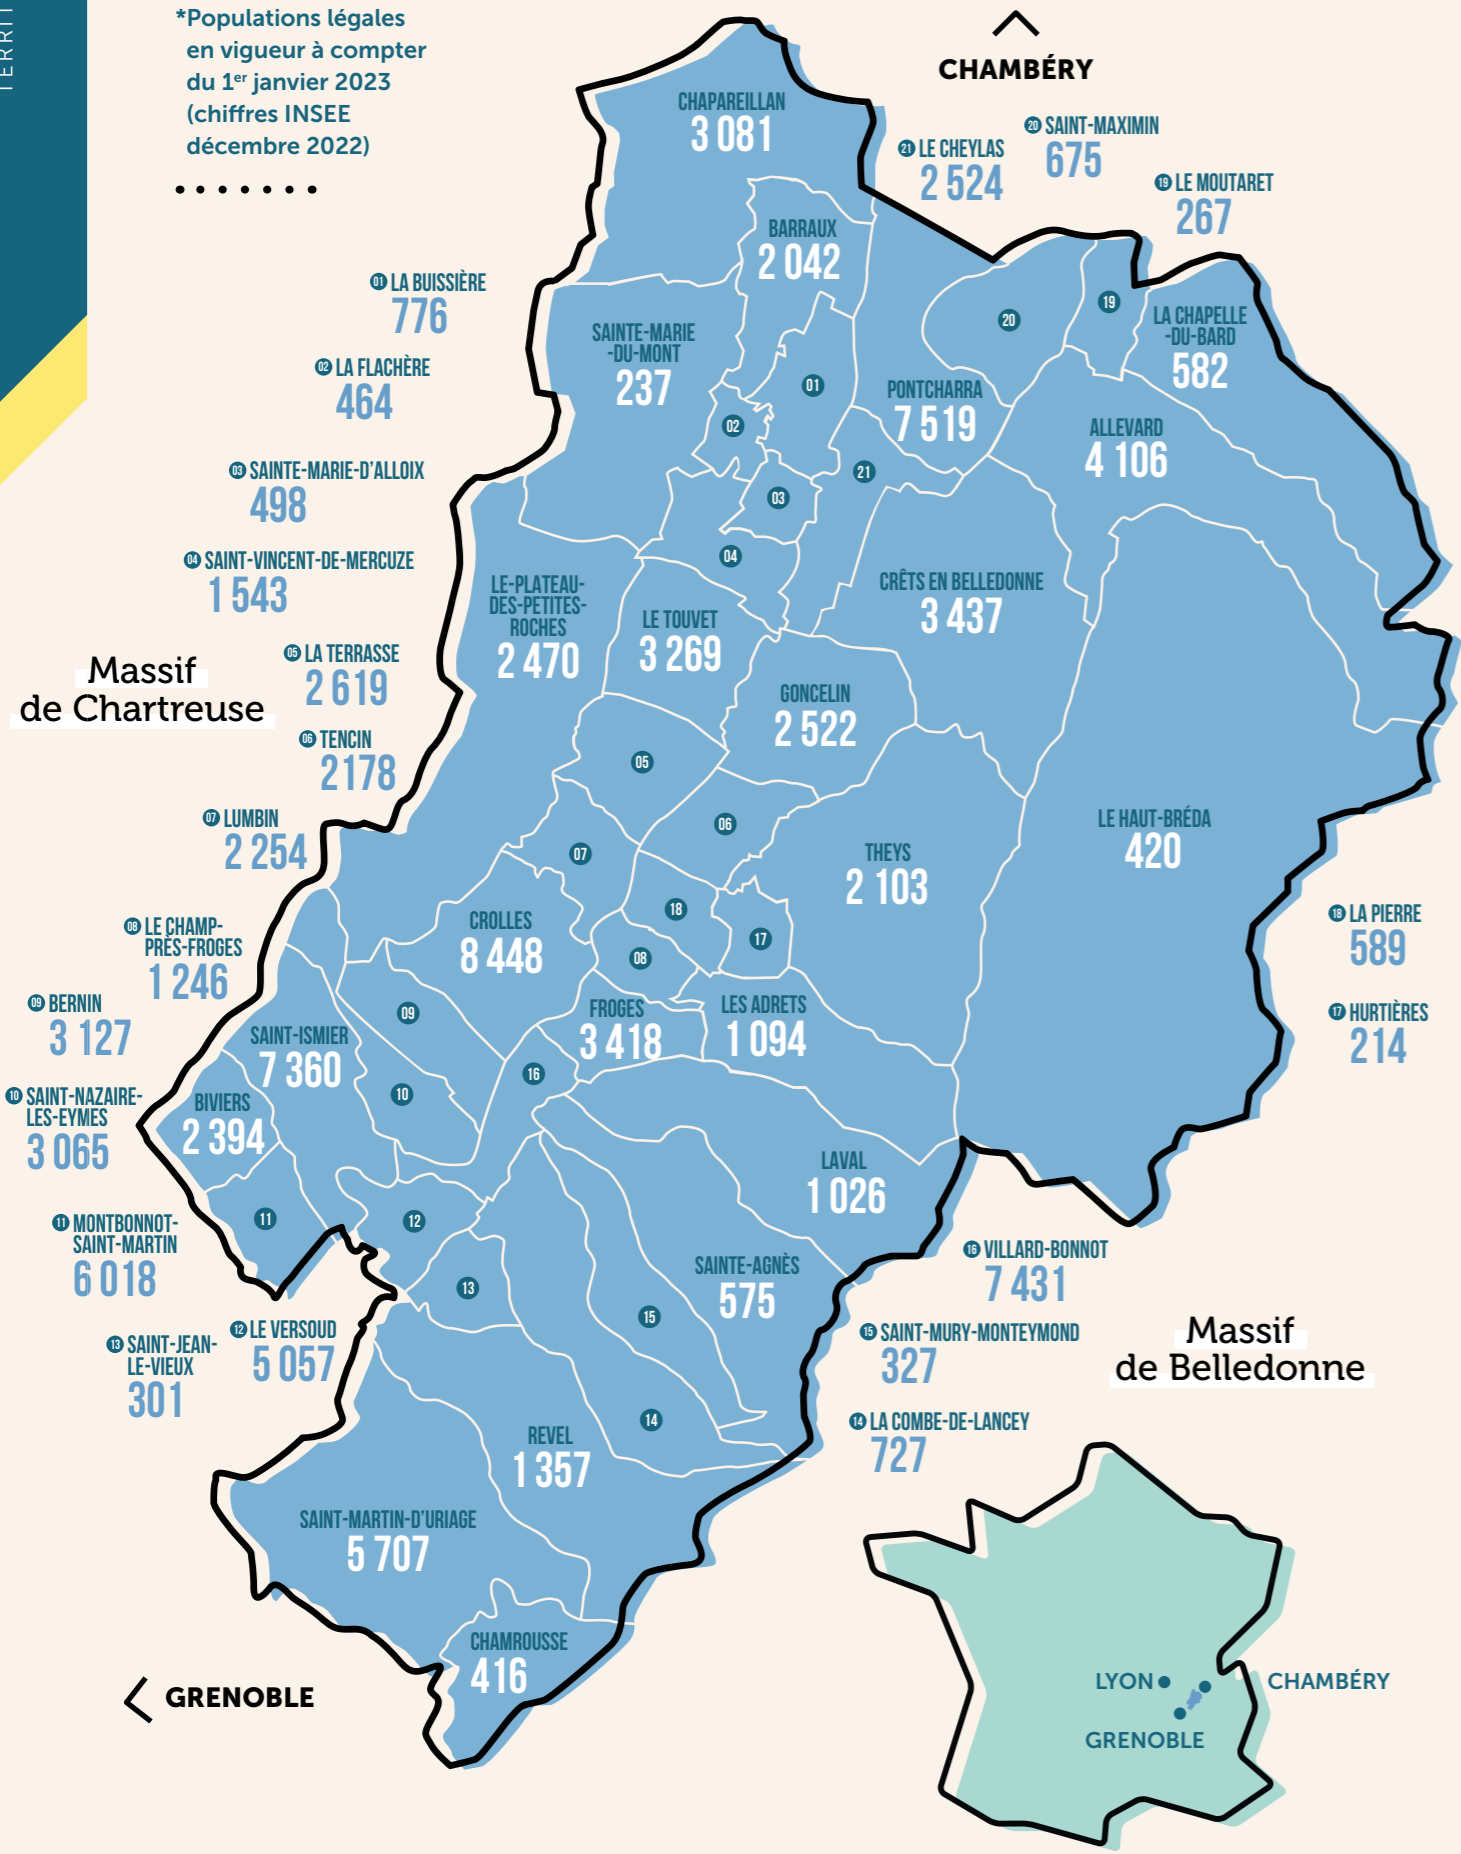 TERRIT
*Populations légales
en vigueur à compter
du 1er janvier 2023
(chiffres INSEE
décembre 2022)
CHAMBÉRY
CHAPAREILLAN
3 081
20 SAINT-MAXIMIN
675
21 LE CHEYLAS
2 524
19 LE MOUTARET
267
BARRAUX
2 042
01 LA BUISSIÈRE
776
SAINTE-MARIE
-DU-MONT
237
20
19
LA CHAPELLE
-DU-BARD
582
02 LA FLACHÈRE
464
01
PONTCHARRA
7 519
02
ALLEVARD
4 106
03 SAINTE-MARIE-D'ALLOIX
498
21
03
04 SAINT-VINCENT-DE-MERCUZE
1 543
04
LE-PLATEAU-
DES-PETITES-
ROCHES
2 470
CRÊTS EN BELLEDONNE
3 437
LE TOUVET
3 269
05 LA TERRASSE
2 619
Massif
de Chartreuse
GONCELIN
2 522
06 TENCIN
2178
05
07 LUMBIN
2 254
06
LE HAUT-BRÉDA
420
07
THEYS
2 103
08 LE CHAMP-
PRÈS-FROGES
1 246
CROLLES
8 448
18
17
08
18 LA PIERRE
589
09 BERNIN
3 127
09
FROGES
3 418
LES ADRETS
1 094
17 HURTIÈRES
214
SAINT-ISMIER
7 360
16
10 SAINT-NAZAIRE-
LES-EYMES
3 065
BIVIERS
2 394
10
LAVAL
1 026
11 MONTBONNOT-
SAINT-MARTIN
6 018
11
12
16 VILLARD-BONNOT
7 431
SAINTE-AGNÈS
575
13
15
12 LE VERSOUD
5 057
13 SAINT-JEAN-
LE-VIEUX
301
15 SAINT-MURY-MONTEYMOND
327
Massif
de Belledonne
14
14 LA COMBE-DE-LANCEY
727
REVEL
1 357
SAINT-MARTIN-D'URIAGE
5 707
CHAMROUSSE
416
GRENOBLE
LYON
CHAMBÉRY
GRENOBLE